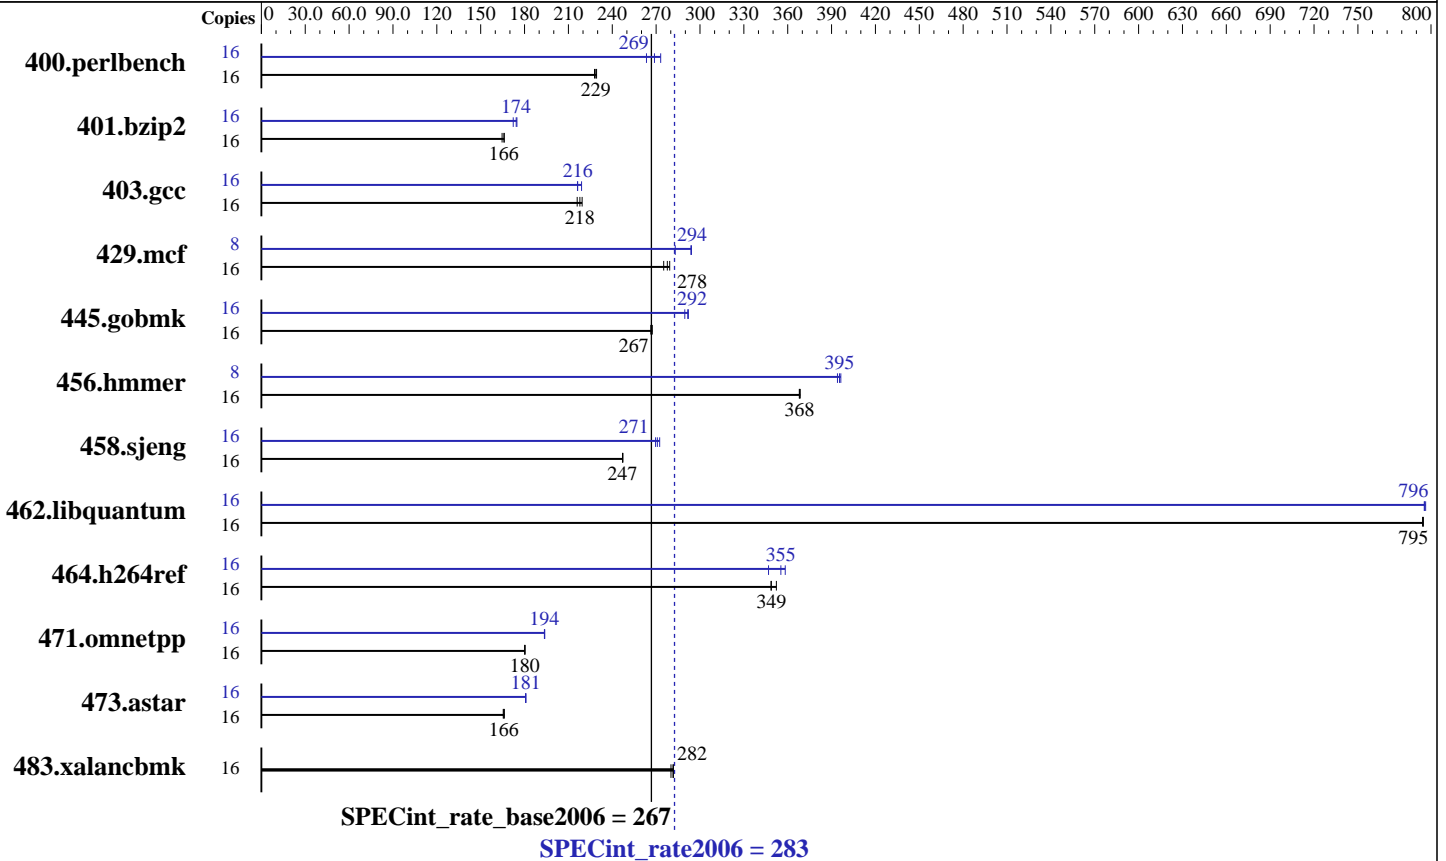 Copies 0 30.0 60.0 90.0 120 150 180 210 240 270 300 330 360 390 420 450 480 510 540 570 600 630 660 690 720 750 800
400.perlbench 16 269
16 229
401.bzip2 16 174
16 166
403.gcc 16 216
16 218
429.mcf 8 294
16 278
445.gobmk 16 292
16 267
456.hmmer 8 395
16 368
458.sjeng 16 271
16 247
462.libquantum 16 796
16 795
464.h264ref 16 355
16 349
471.omnetpp 16 194
16 180
473.astar 16 181
16 166
483.xalancbmk 16 282
SPECint_rate_base2006 = 267
SPECint_rate2006 = 283